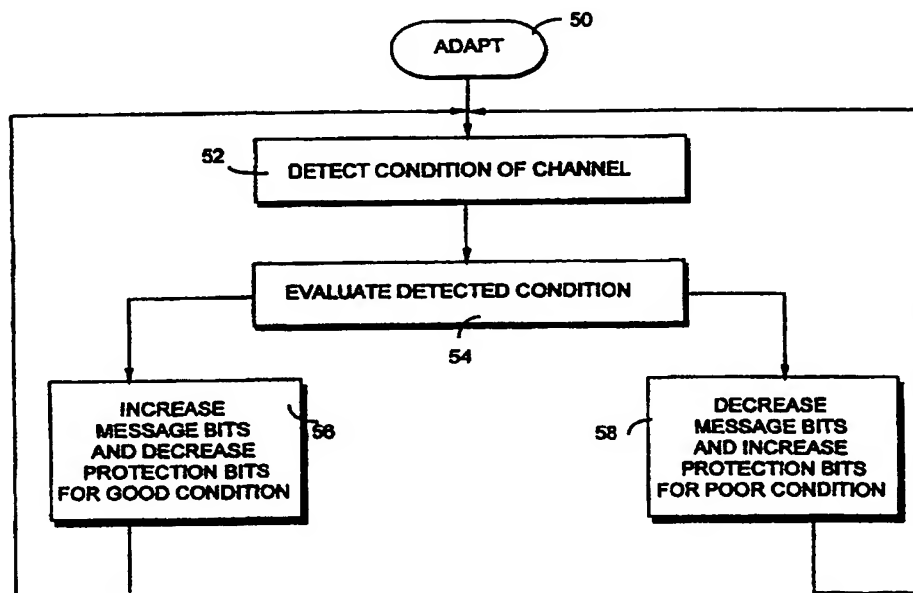 50
ADAPT
52
DETECT CONDITION OF CHANNEL
EVALUATE DETECTED CONDITION
54
INCREASE
MESSAGE BITS
AND DECREASE
PROTECTION BITS
FOR GOOD CONDITION
56
58
DECREASE
MESSAGE BITS
AND INCREASE
PROTECTION BITS
FOR POOR CONDITION